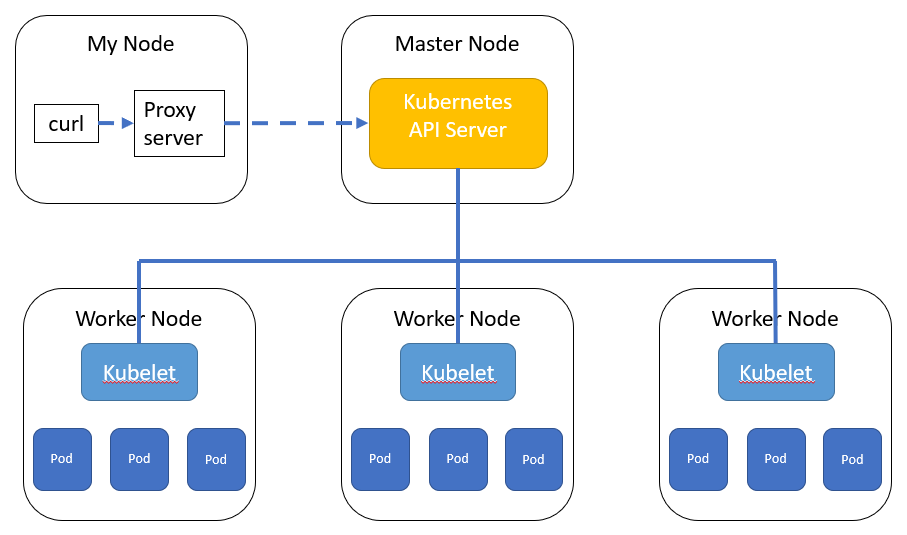 My Node
Master Node
curl
Proxy
server
Kubernetes
API Server
Worker Node
Worker Node
Worker Node
Kubelet
Kubelet
Kubelet
Pod
Pod
Pod
Pod
Pod
Pod
Pod
Pod
Pod